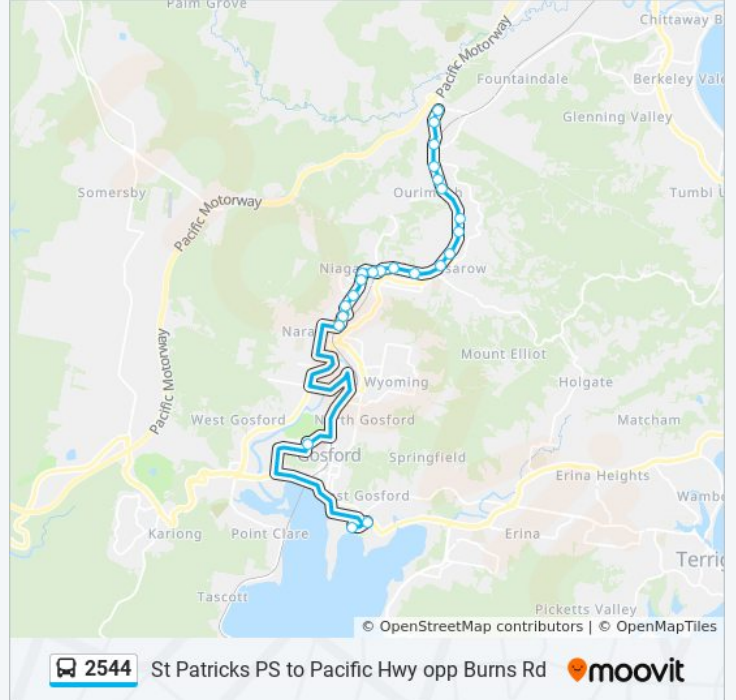 Palm Grove
Chittaway B
Pacific Motorway
Fountaindale
Berkeley Vale
Glenning Valley
Somersby
Ourimbah
Tumbi U
Pacific Motorway
Niaga
sarow
Nara
Mount Elliot
Pacific Motorway
Wyoming
Holgate
West Gosford
North Gosford
Matcham
Gosford
Springfield
Erina Heights
st Gosford
Wambe
Kariong
Point Clare
Erina
Terrig
Tascott
Picketts Valley
© OpenStreetMap contributors | © OpenMapTiles
2544 St Patricks PS to Pacific Hwy opp Burns Rd moovit